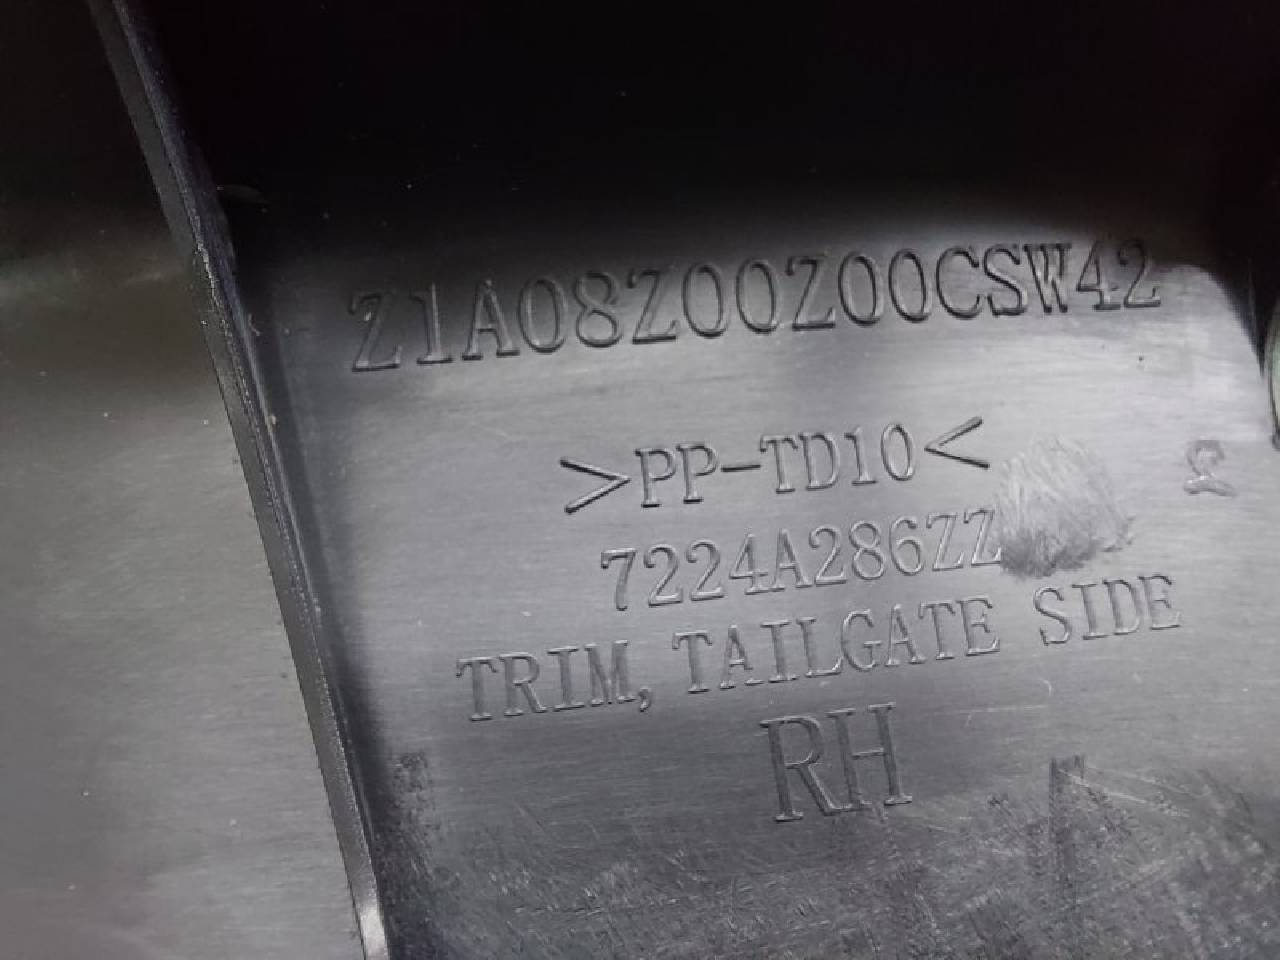 Z1A08Z00Z00CSW42
>PP-TD10<
7224A286ZZ
TRIM, TAILGATE SIDE
RH